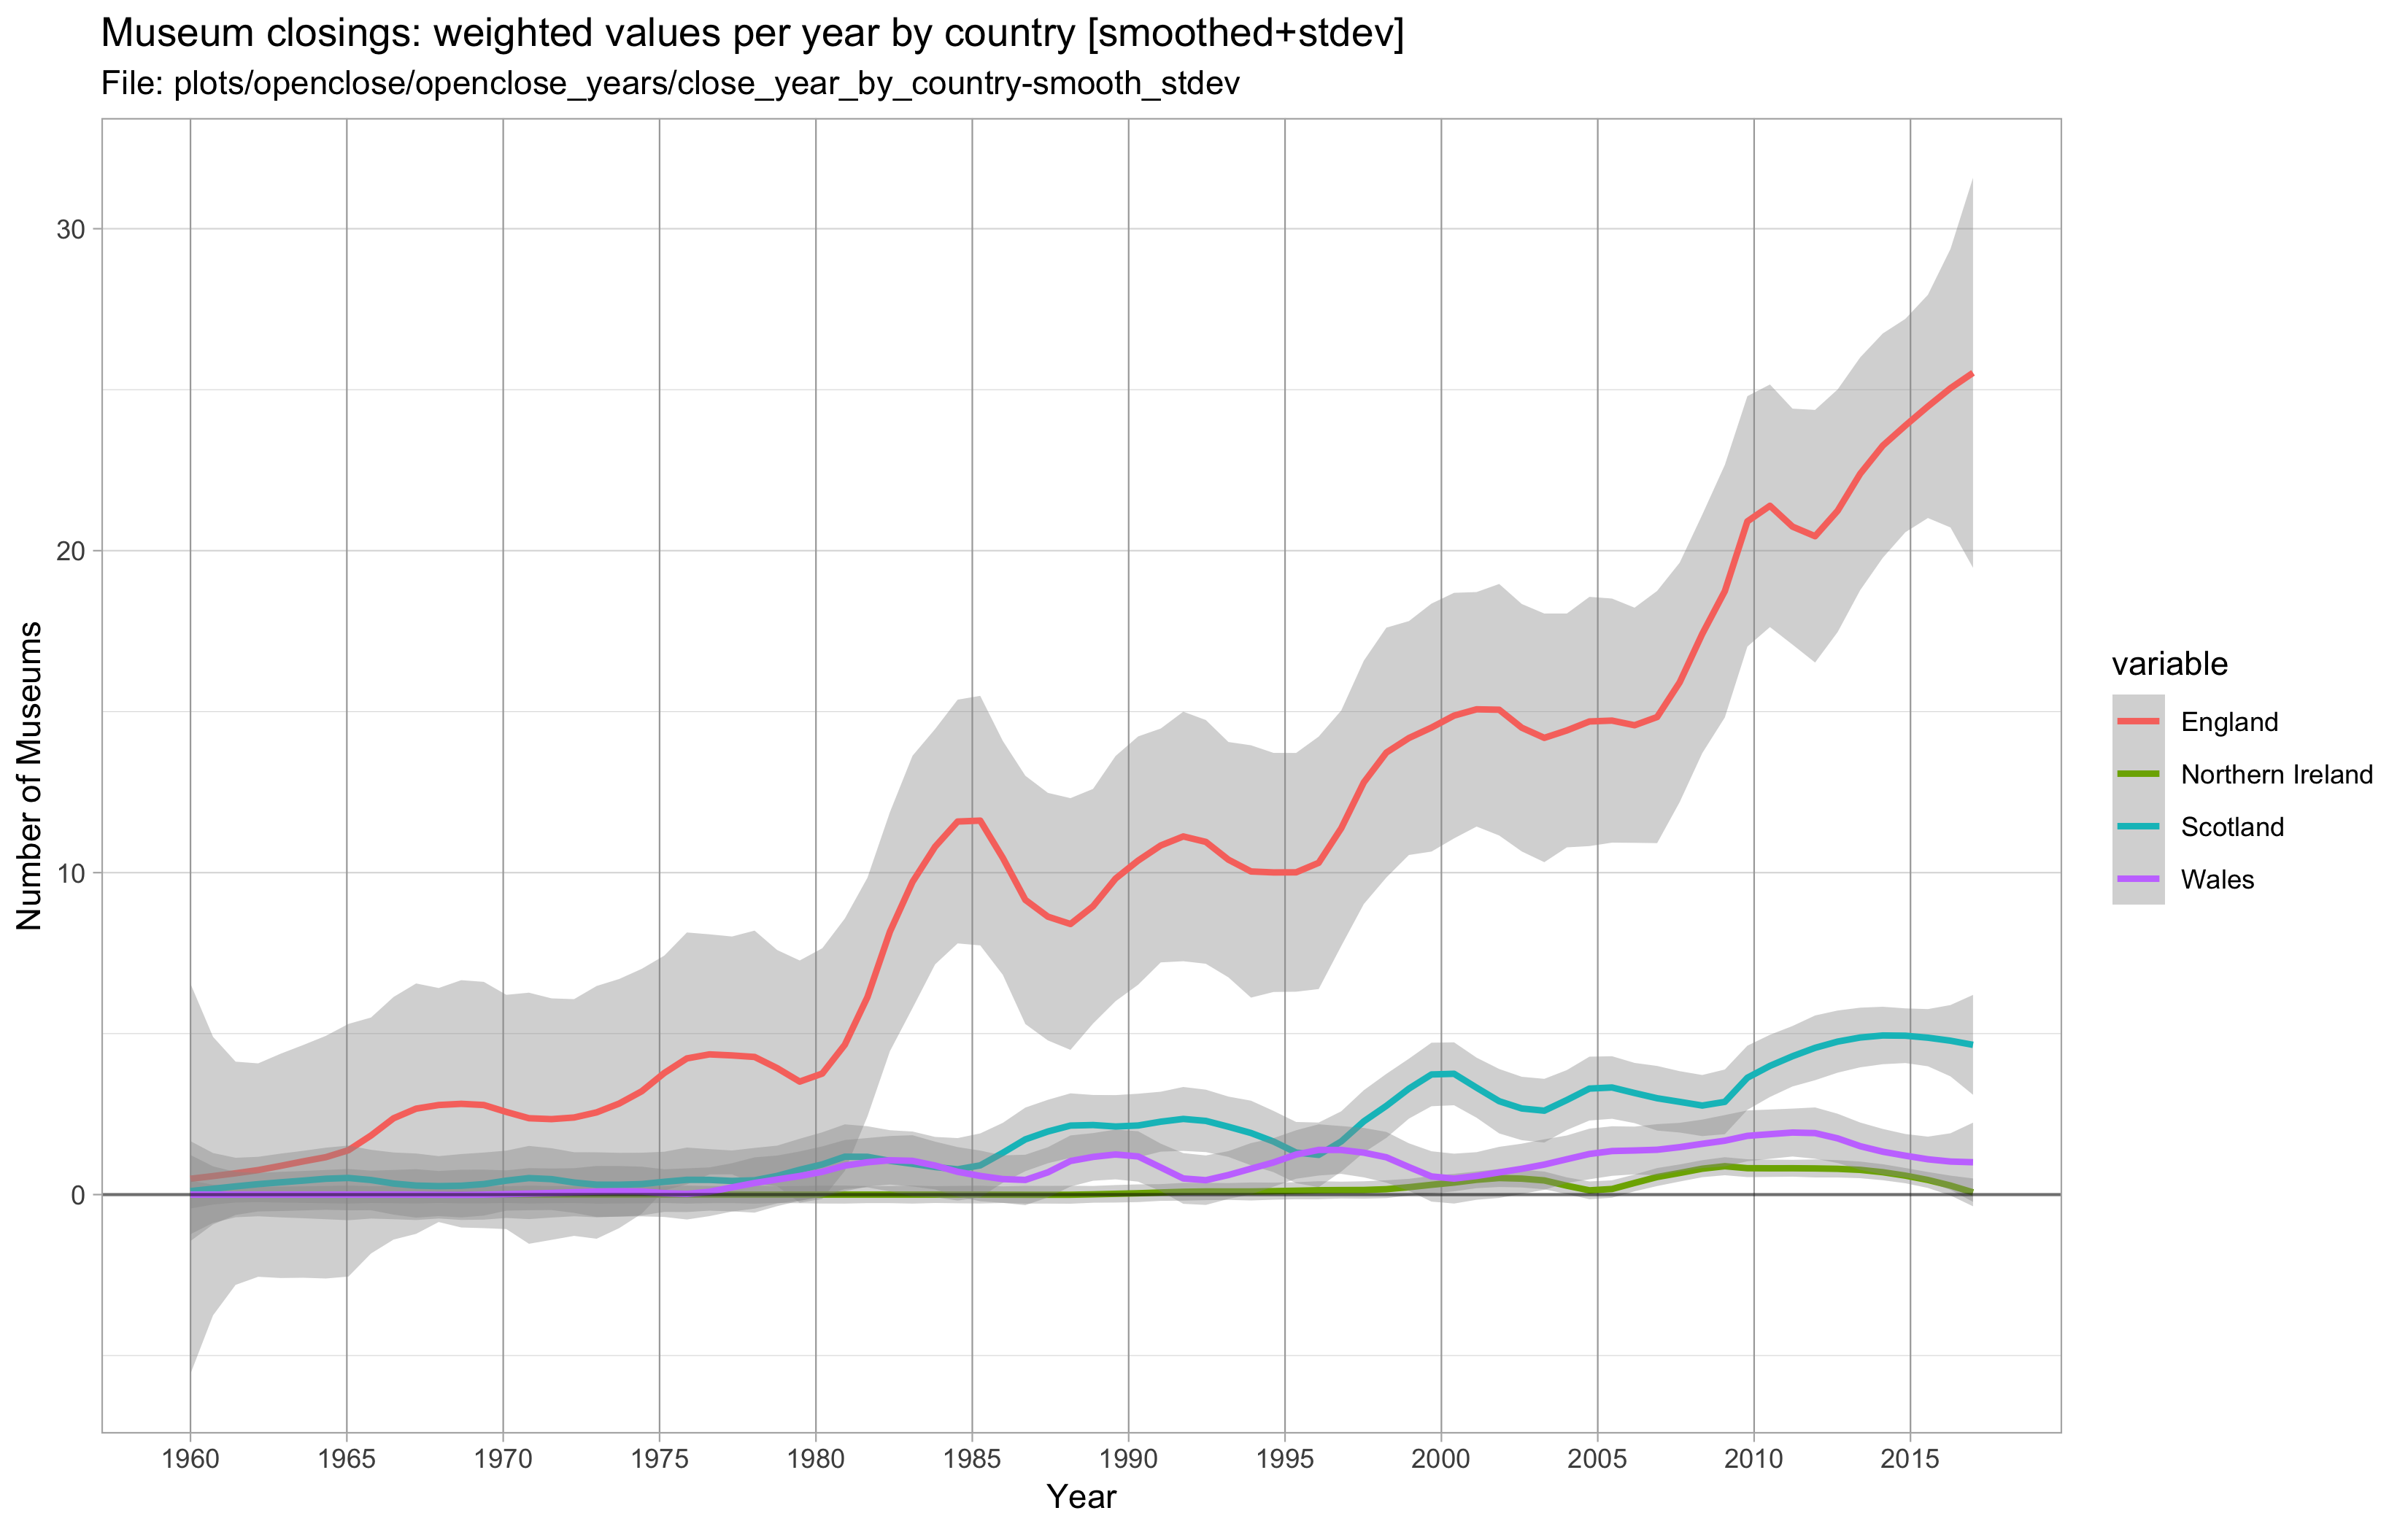 Museum closings: weighted values per year by country [smoothed+stdev]
File: plots/openclose/openclose_years/close_year_by_country-smooth_stdev
Number of Museums
30
20
10
0
1960 1965 1970 1975 1980 1985 1990 1995 2000 2005 2010 2015
Year
variable
England
Northern Ireland
Scotland
Wales